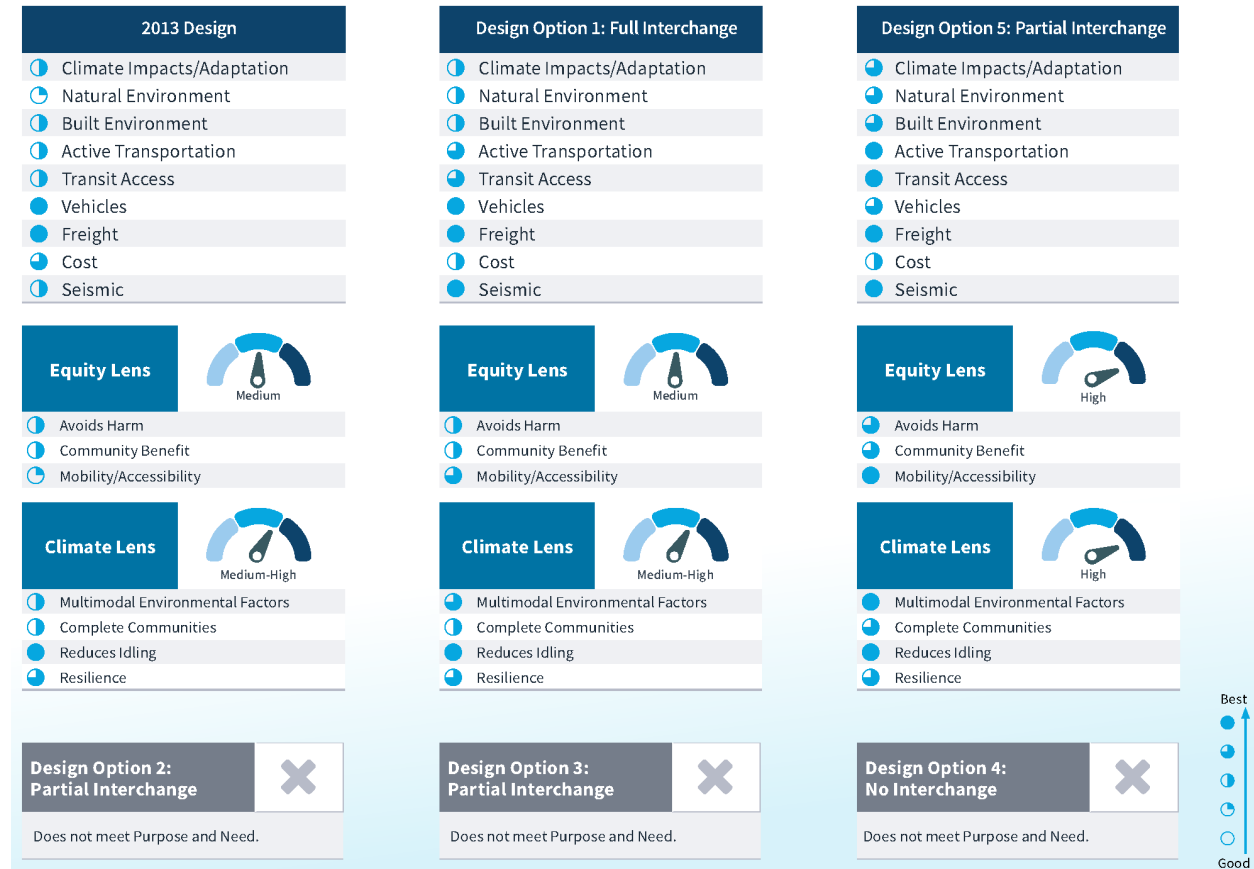 2013 Design
Climate Impacts/Adaptation
Natural Environment
Built Environment
Active Transportation
Transit Access
Vehicles
Freight
Cost
Seismic
Equity Lens
Medium
Avoids Harm
Community Benefit
Mobility/Accessibility
Climate Lens
Medium-High
Multimodal Environmental Factors
Complete Communities
Reduces Idling
Resilience
Design Option 2:
Partial Interchange
Does not meet Purpose and Need.
Design Option 1: Full Interchange
Climate Impacts/Adaptation
Natural Environment
Built Environment
Active Transportation
Transit Access
Vehicles
Freight
Cost
Seismic
Equity Lens
Medium
Avoids Harm
Community Benefit
Mobility/Accessibility
Climate Lens
Medium-High
Multimodal Environmental Factors
Complete Communities
Reduces Idling
Resilience
Design Option 3:
Partial Interchange
Does not meet Purpose and Need.
Design Option 5: Partial Interchange
Climate Impacts/Adaptation
Natural Environment
Built Environment
Active Transportation
Transit Access
Vehicles
Freight
Cost
Seismic
Equity Lens
High
Avoids Harm
Community Benefit
Mobility/Accessibility
Climate Lens
High
Multimodal Environmental Factors
Complete Communities
Reduces Idling
Resilience
Design Option 4:
No Interchange
Does not meet Purpose and Need.
Best
Good